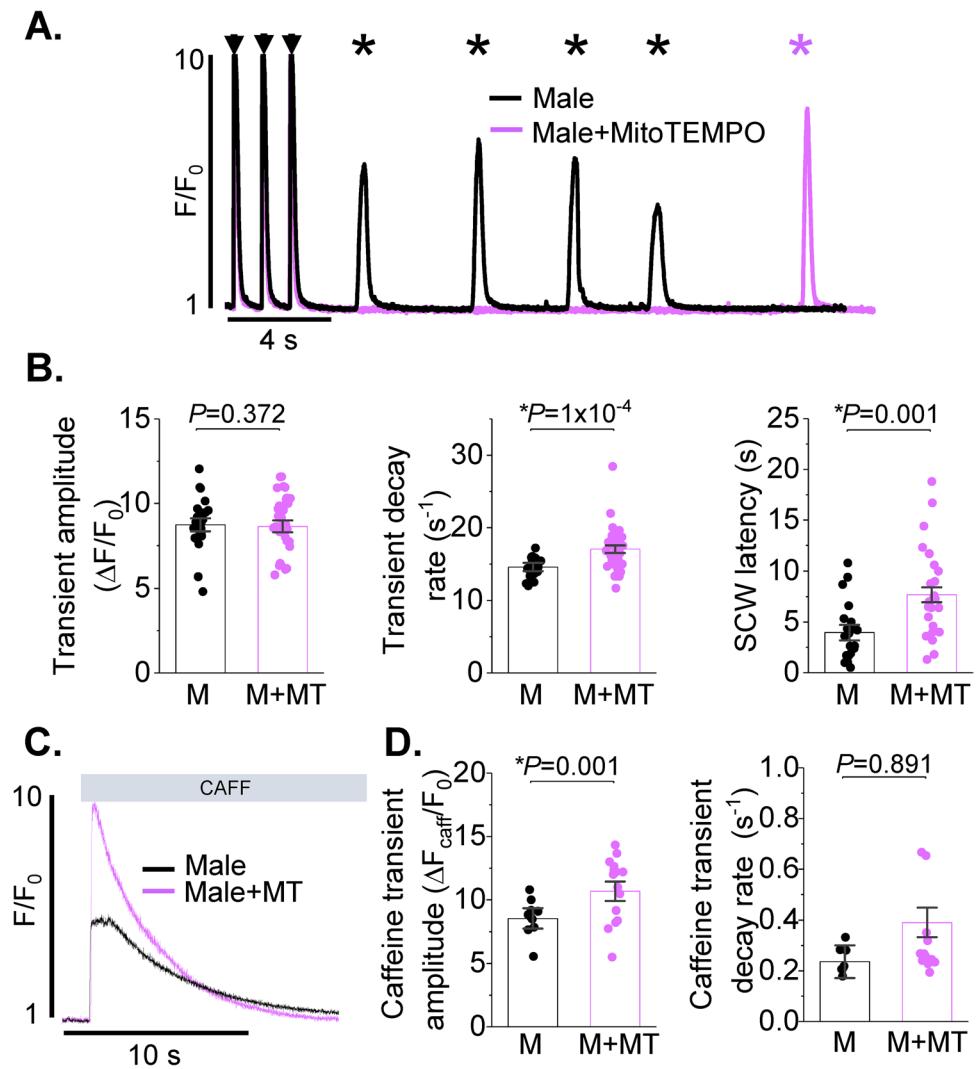 A.
* * * * *
10
F/F₀
1
Male
Male+MitoTEMPO
4 s
B.
Transient amplitude (ΔF/F₀)
15
10
5
0
P=0.372
M M+MT
Transient decay rate (s⁻¹)
30
20
10
0
*P=1x10⁻⁴
M M+MT
SCW latency (s)
25
20
15
10
5
0
*P=0.001
M M+MT
C.
CAFF
10
F/F₀
1
Male
Male+MT
10 s
D.
Caffeine transient
amplitude (ΔF꜀ₐff/F₀)
20
15
10
5
0
*P=0.001
M M+MT
Caffeine transient
decay rate (s⁻¹)
1.0
0.8
0.6
0.4
0.2
0.0
P=0.891
M M+MT